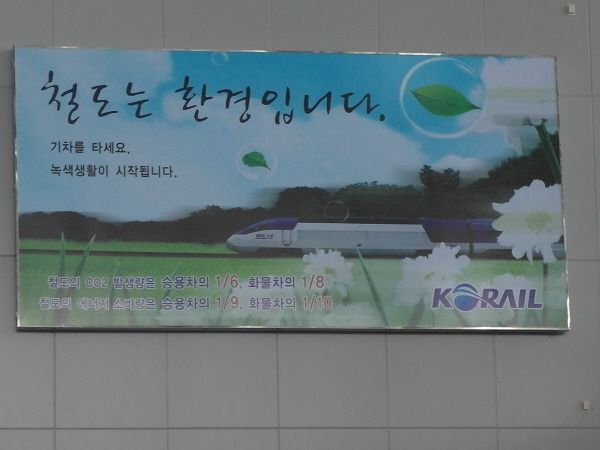 철도는 환경입니다.
기차를 타세요.
녹색생활이 시작됩니다.
철도의 CO2 발생량은 승용차의 1/6, 화물차의 1/8
철도의 에너지 소비량은 승용차의 1/9, 화물차의 1/10
KORAIL